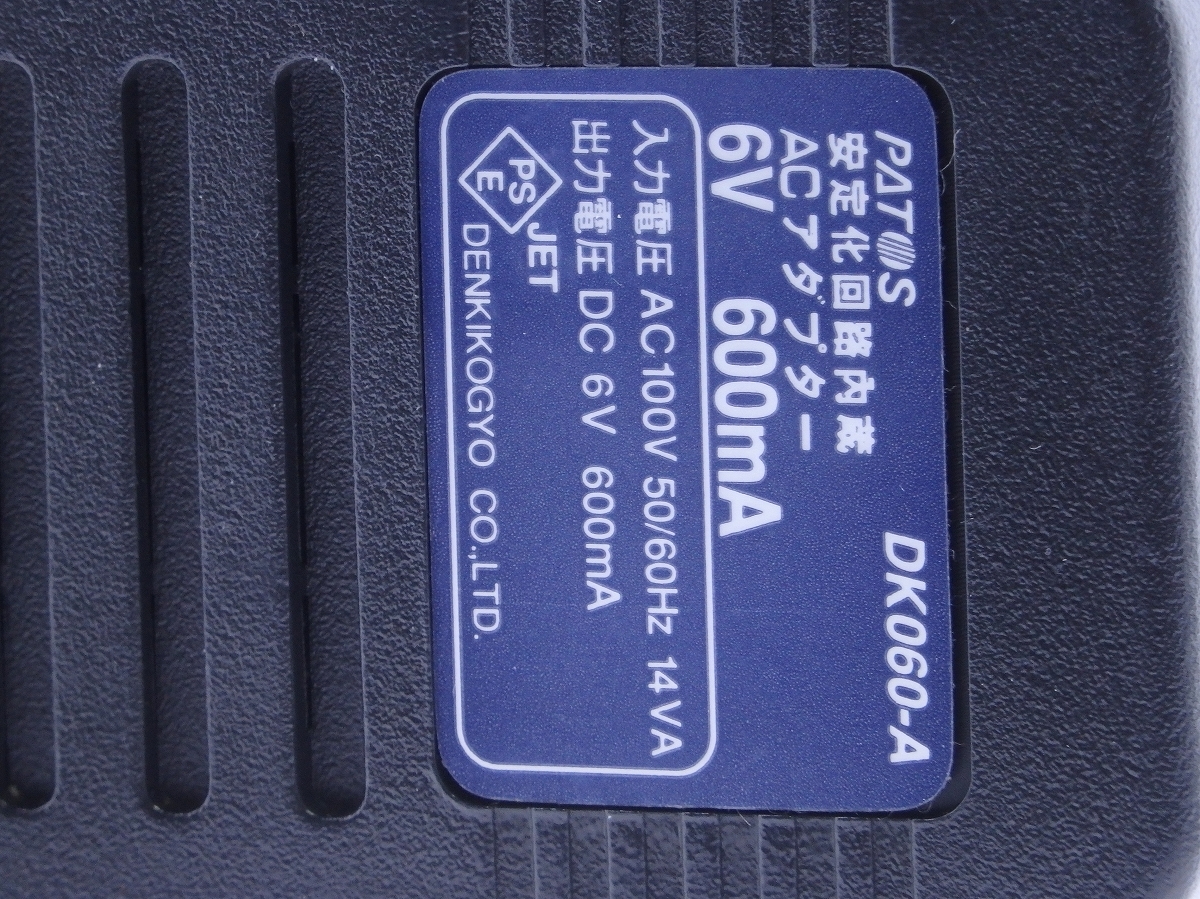 PATOS DK060-A
安定化回路内蔵
ACアダプター
6V 600mA
入力電圧 AC100V 50/60Hz 14VA
出力電圧 DC 6V 600mA
PS
E
JET
DENKIKOGYO CO.,LTD.